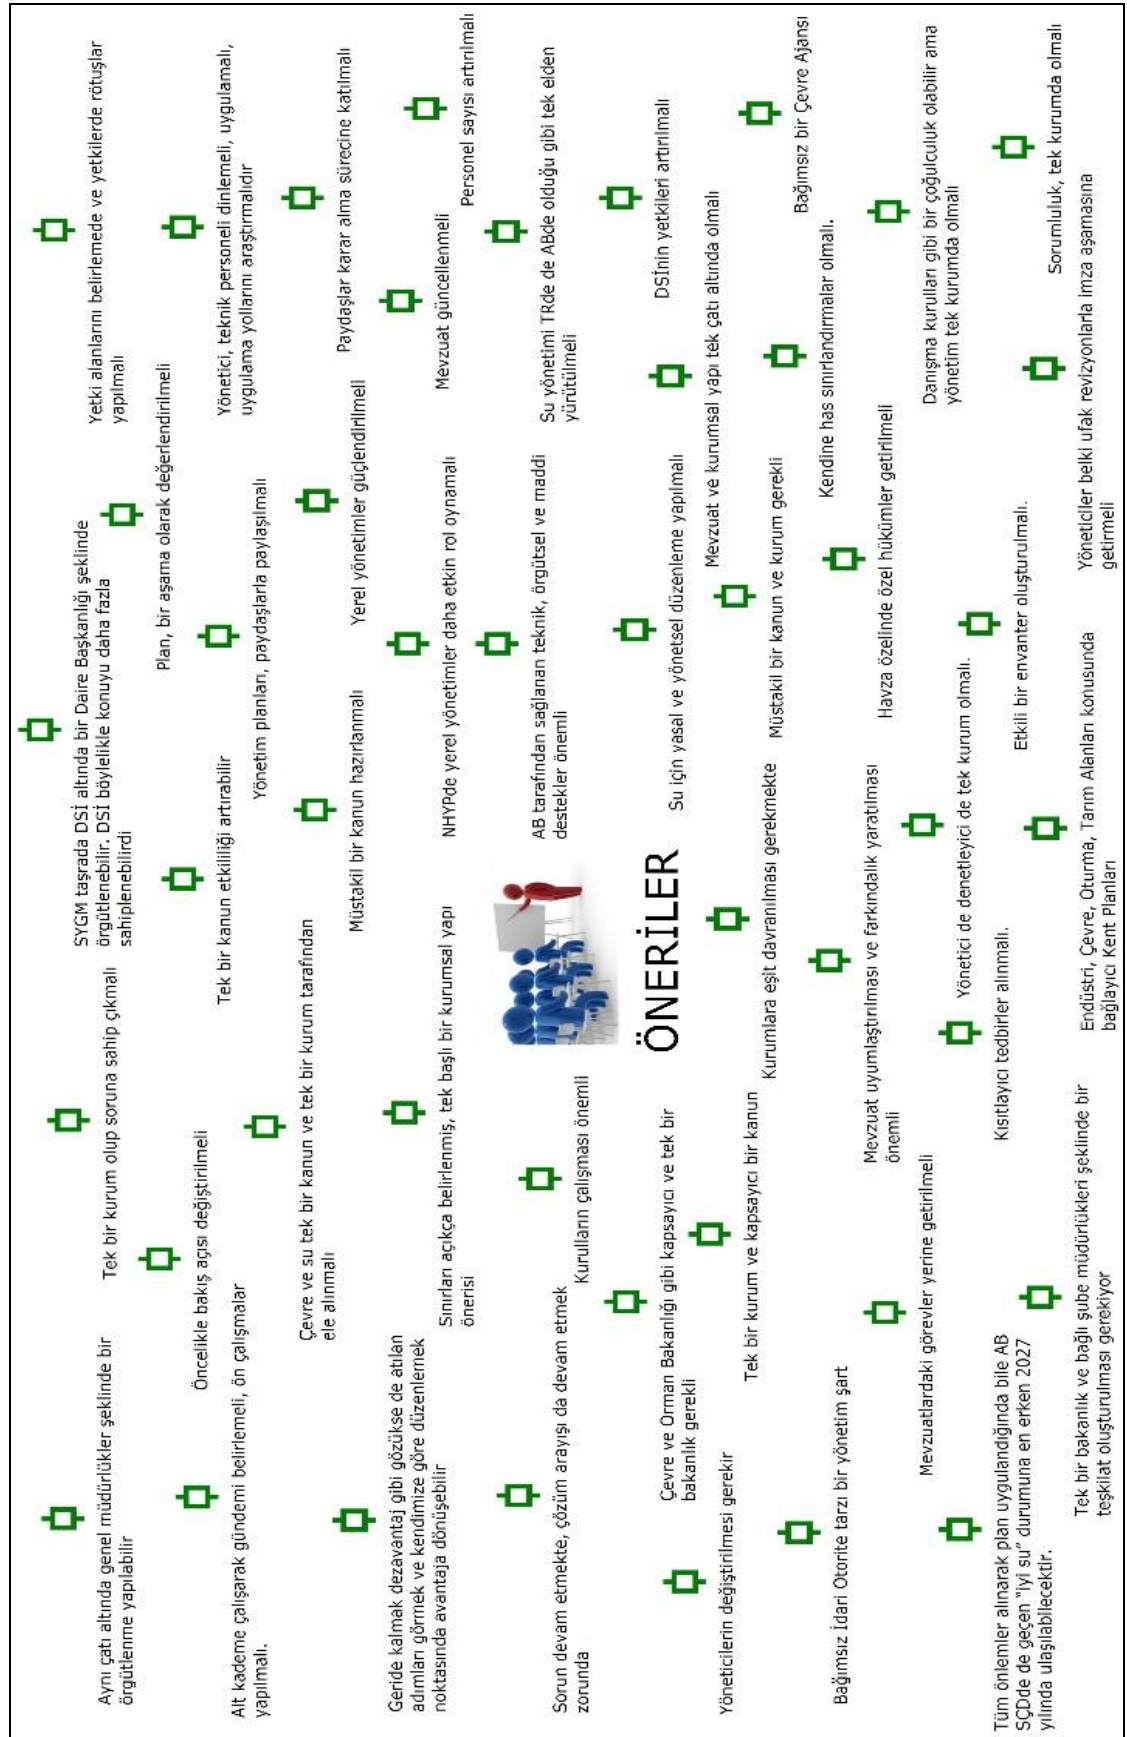 Aynı çatı altında genel müdürlükler şeklinde bir
örgütlenme yapılabilir
Tek bir kurum olup soruna sahip çıkmalı
SYGM taşrada DSİ altında bir Daire Başkanlığı şeklinde
örgütlenebilir. DSİ böylelikle konuyu daha fazla
sahiplenebilirdi
Yetki alanlarını belirlemede ve yetkilerde rötuşlar
yapılmalı
Öncelikle bakış açısı değiştirilmeli
Plan, bir aşama olarak değerlendirilmeli
Alt kademe çalışarak gündemi belirlemeli, ön çalışmalar
yapılmalı.
Tek bir kanun etkililiği artırabilir
Yönetici, teknik personeli dinlemeli, uygulamalı,
uygulama yollarını araştırmalıdır
Yönetim planları, paydaşlarla paylaşılmalı
Çevre ve su tek bir kanun ve tek bir kurum tarafından
ele alınmalı
Paydaşlar karar alma sürecine katılmalı
Müstakil bir kanun hazırlanmalı
Yerel yönetimler güçlendirilmeli
Geride kalmak dezavantaj gibi gözükse de atılan
adımları görmek ve kendimize göre düzenlemek
noktasında avantaja dönüşebilir
Sınırları açıkça belirlenmiş, tek başlı bir kurumsal yapı
önerisi
NHYPde yerel yönetimler daha etkin rol oynamalı
Mevzuat güncellenmeli
Personel sayısı artırılmalı
Sorun devam etmekte, çözüm arayışı da devam etmek
zorunda
Kurulların çalışması önemli
AB tarafından sağlanan teknik, örgütsel ve maddi
destekler önemli
Su yönetimi TRde de ABde olduğu gibi tek elden
yürütülmeli
ÖNERİLER
Çevre ve Orman Bakanlığı gibi kapsayıcı ve tek bir
bakanlık gerekli
Su için yasal ve yönetsel düzenleme yapılmalı
DSİnin yetkileri artırılmalı
Yöneticilerin değiştirilmesi gerekir
Tek bir kurum ve kapsayıcı bir kanun
Kurumlara eşit davranılması gerekmekte
Mevzuat ve kurumsal yapı tek çatı altında olmalı
Müstakil bir kanun ve kurum gerekli
Bağımsız bir Çevre Ajansı
Bağımsız İdari Otorite tarzı bir yönetim şart
Kendine has sınırlandırmalar olmalı.
Mevzuat uyumlaştırılması ve farkındalık yaratılması
önemli
Havza özelinde özel hükümler getirilmeli
Mevzuatlardaki görevler yerine getirilmeli
Danışma kurulları gibi bir çoğulculuk olabilir ama
yönetim tek kurumda olmalı
Yönetici de denetleyici de tek kurum olmalı.
Tüm önlemler alınarak plan uygulandığında bile AB
SÇDde de geçen "iyi su" durumuna en erken 2027
yılında ulaşılabilecektir.
Kısıtlayıcı tedbirler alınmalı.
Etkili bir envanter oluşturulmalı.
Sorumluluk, tek kurumda olmalı
Tek bir bakanlık ve bağlı şube müdürlükleri şeklinde bir
teşkilat oluşturulması gerekiyor
Endüstri, Çevre, Oturma, Tarım Alanları konusunda
bağlayıcı Kent Planları
Yöneticiler belki ufak revizyonlarla imza aşamasına
getirmeli